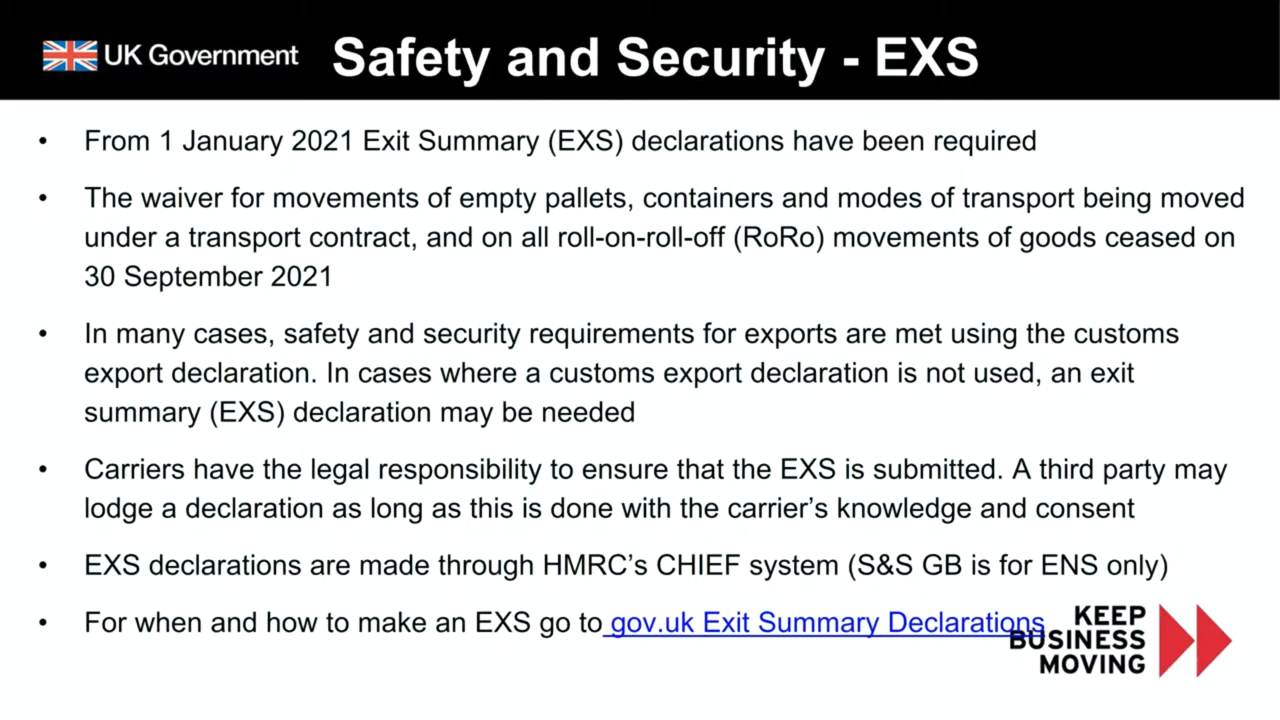 UK Government
Safety and Security - EXS
• From 1 January 2021 Exit Summary (EXS) declarations have been required
• The waiver for movements of empty pallets, containers and modes of transport being moved
under a transport contract, and on all roll-on-roll-off (RoRo) movements of goods ceased on
30 September 2021
• In many cases, safety and security requirements for exports are met using the customs
export declaration. In cases where a customs export declaration is not used, an exit
summary (EXS) declaration may be needed
• Carriers have the legal responsibility to ensure that the EXS is submitted. A third party may
lodge a declaration as long as this is done with the carrier’s knowledge and consent
• EXS declarations are made through HMRC’s CHIEF system (S&S GB is for ENS only)
• For when and how to make an EXS go to gov.uk Exit Summary Declarations
KEEP
BUSINESS
MOVING